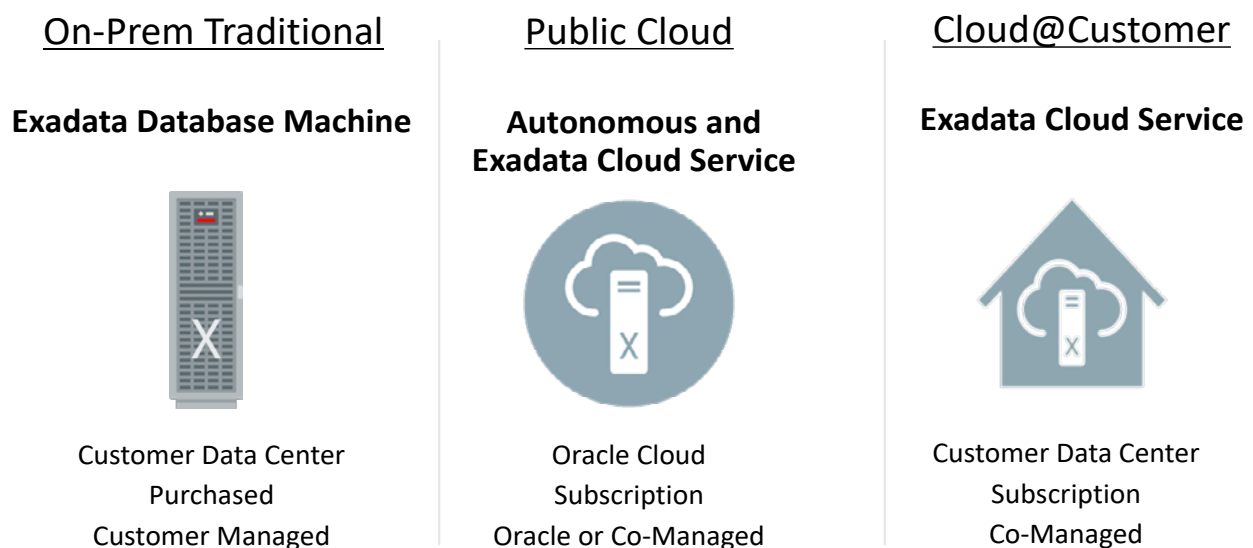 On-Prem Traditional
Exadata Database Machine
X
Customer Data Center
Purchased
Customer Managed
Public Cloud
Autonomous and
Exadata Cloud Service
X
Oracle Cloud
Subscription
Oracle or Co-Managed
Cloud@Customer
Exadata Cloud Service
X
Customer Data Center
Subscription
Co-Managed